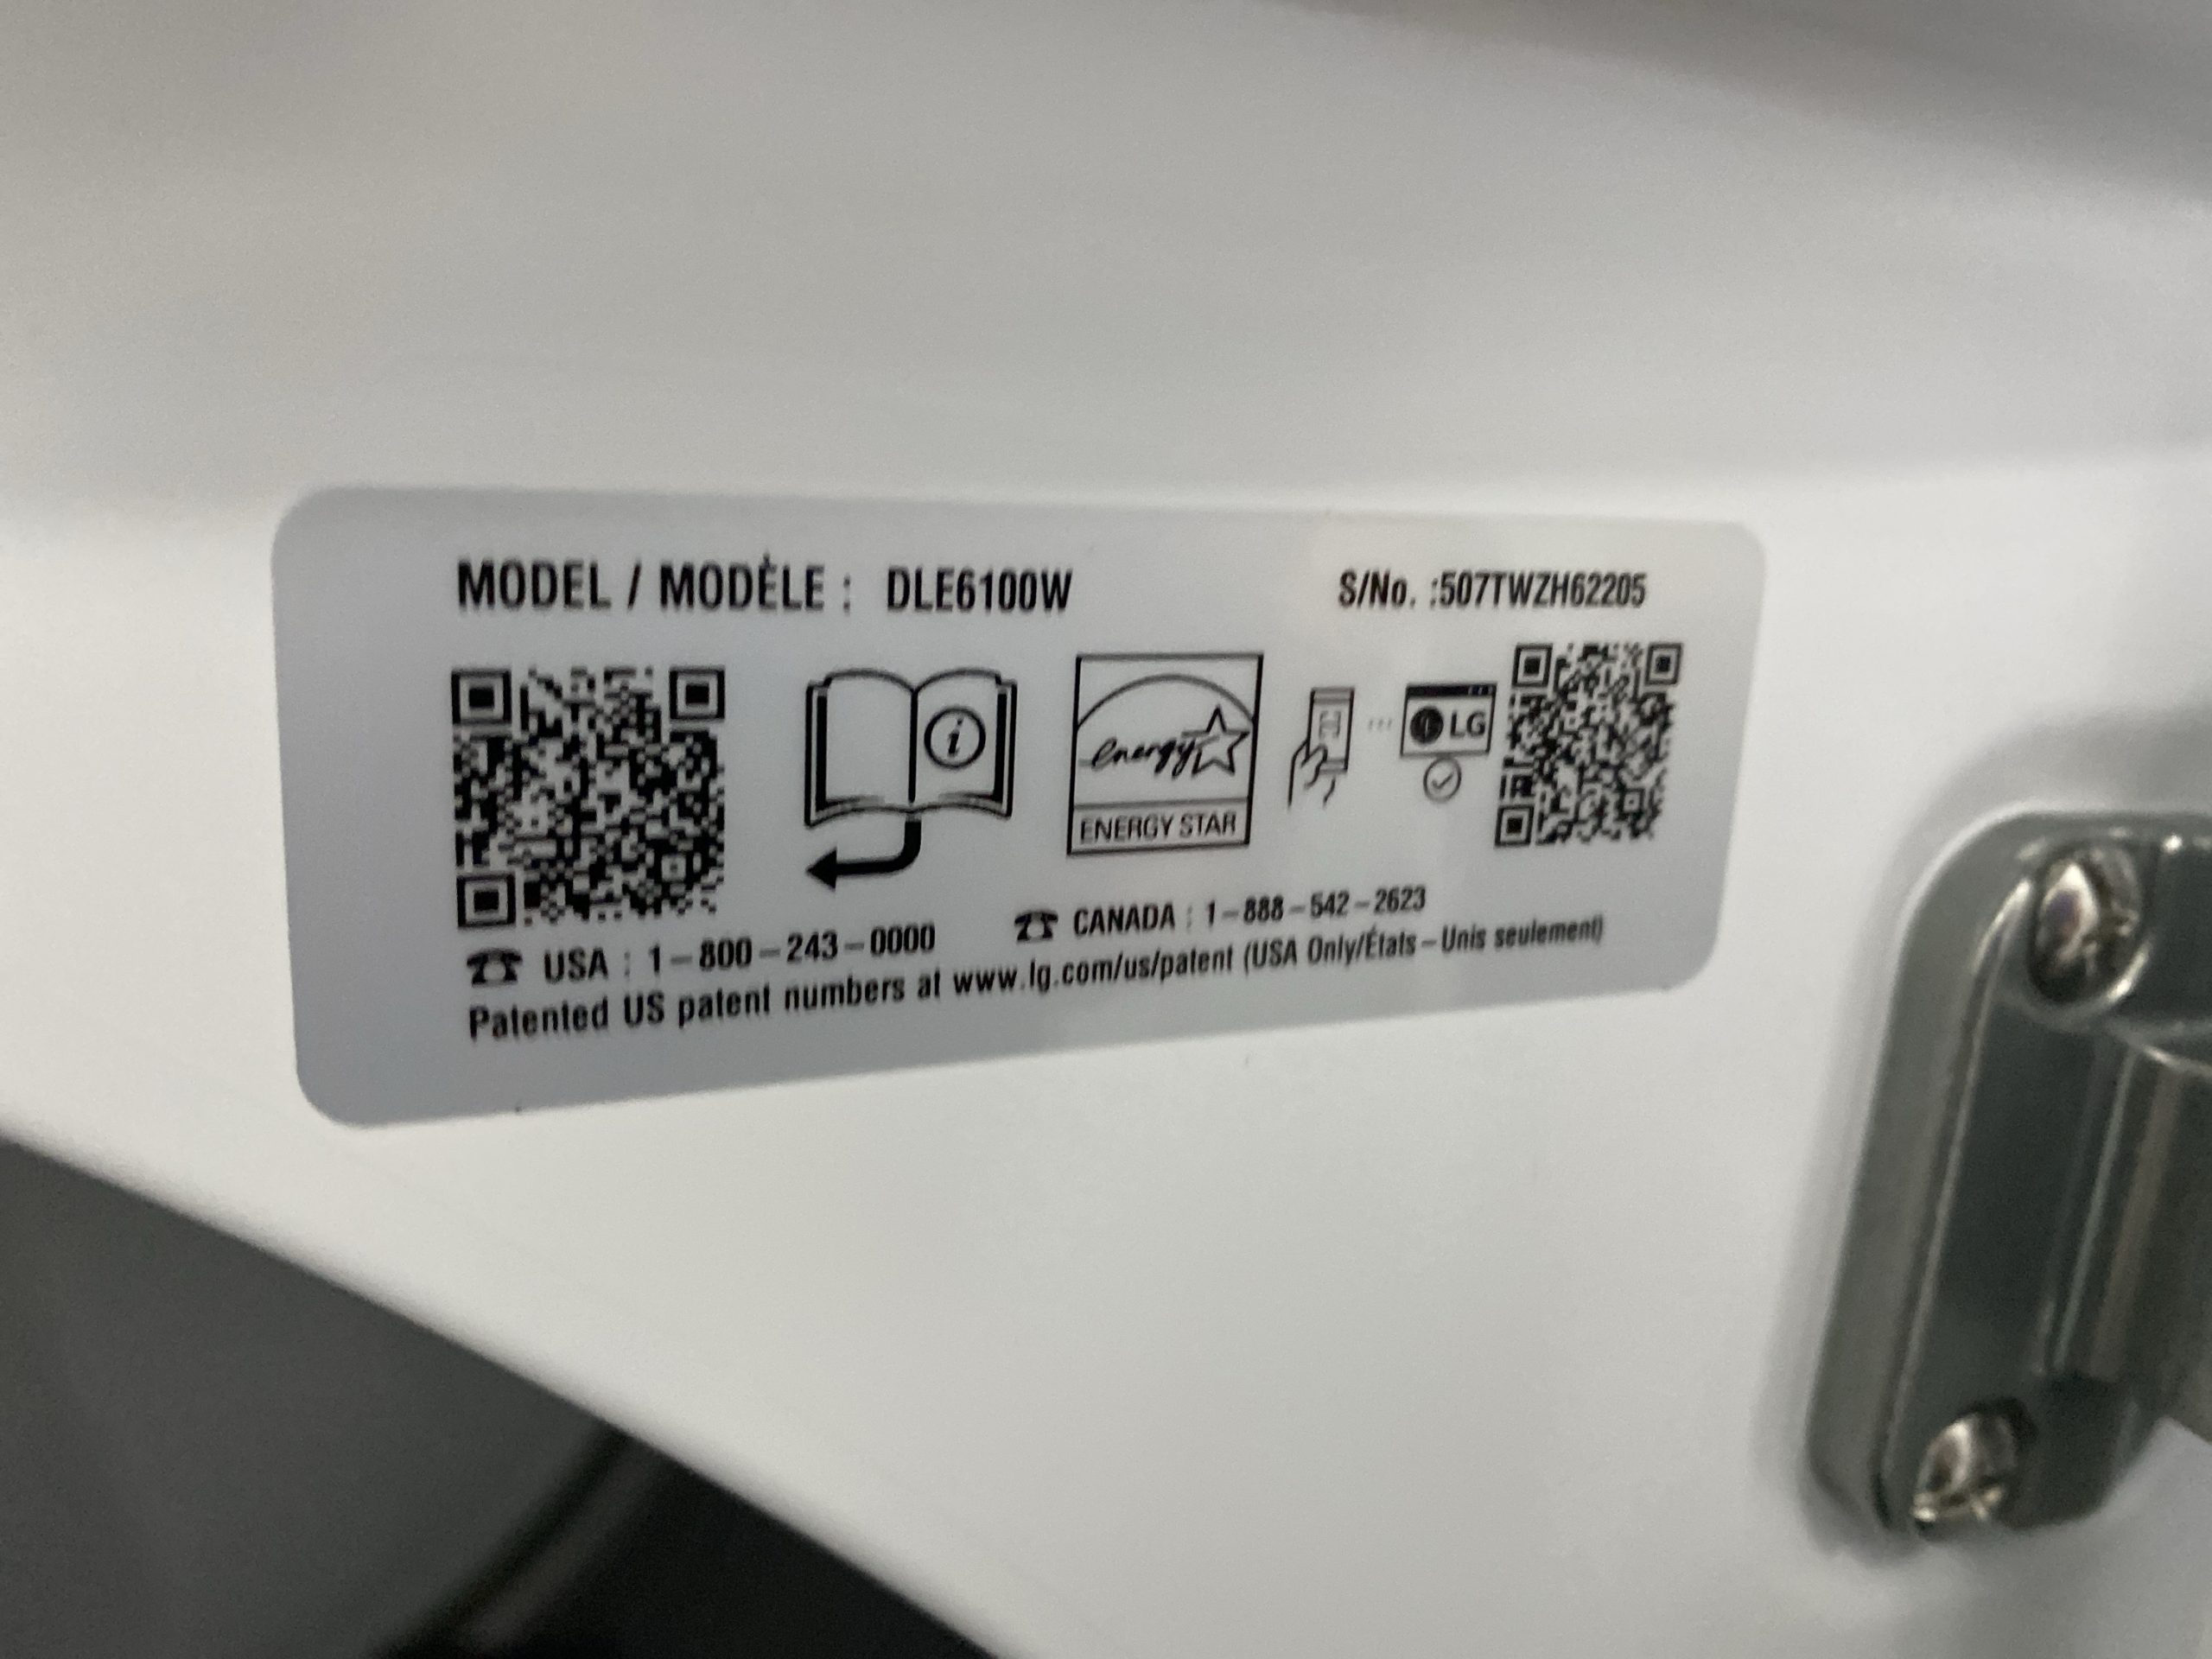 MODEL / MODÈLE : DLE6100W
S/No. :507TWZH62205
i
energy
ENERGY STAR
LG
USA : 1-800-243-0000
CANADA : 1-888-542-2623
Patented US patent numbers at www.lg.com/us/patent (USA Only/États-Unis seulement)